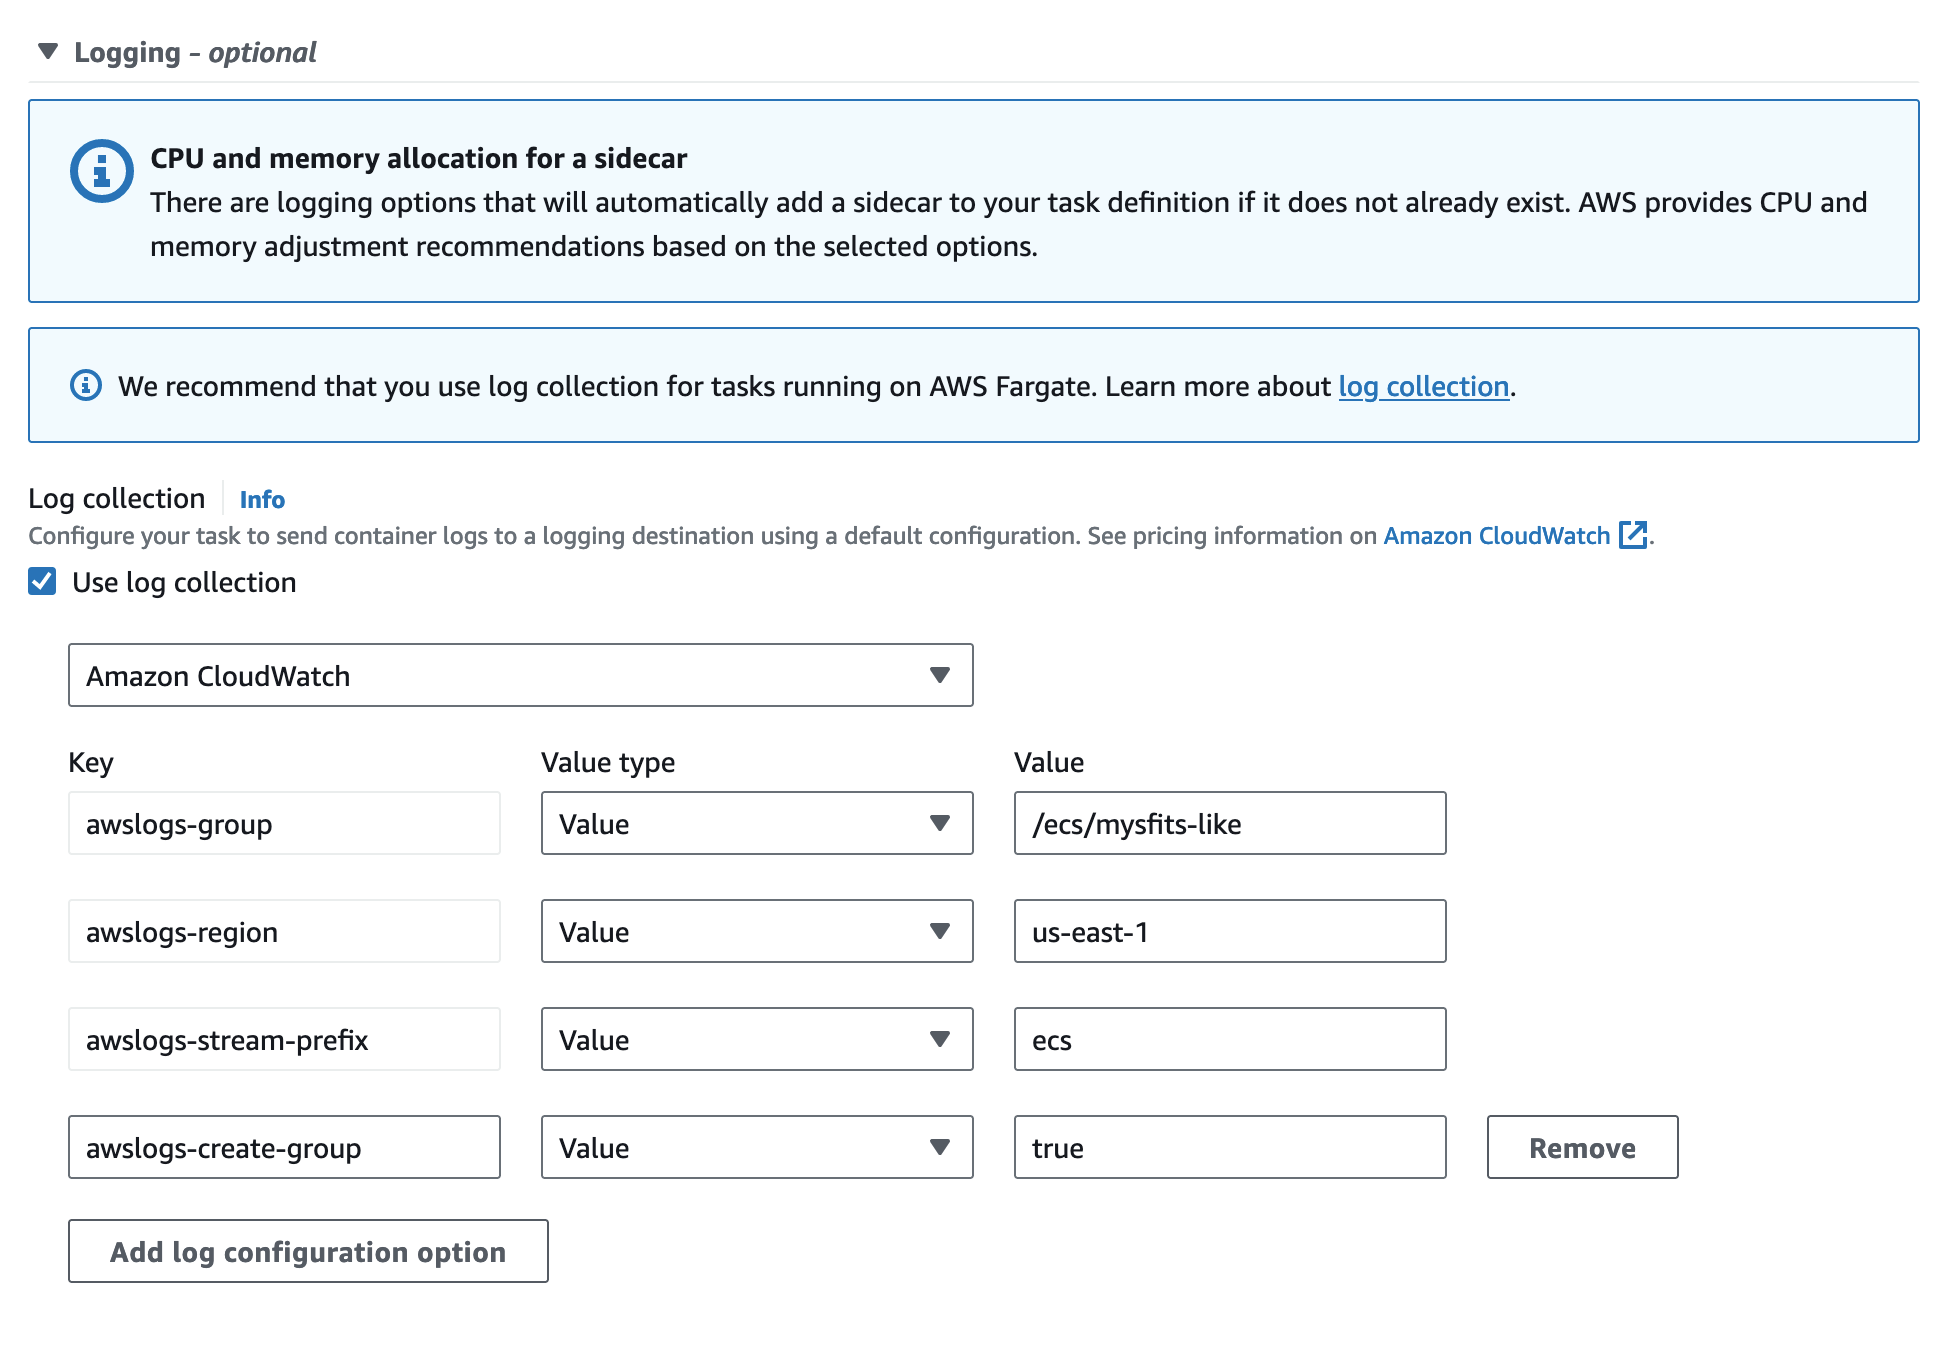 Logging - optional
CPU and memory allocation for a sidecar
There are logging options that will automatically add a sidecar to your task definition if it does not already exist. AWS provides CPU and
memory adjustment recommendations based on the selected options.
We recommend that you use log collection for tasks running on AWS Fargate. Learn more about log collection.
Log collection Info
Configure your task to send container logs to a logging destination using a default configuration. See pricing information on Amazon CloudWatch.
Use log collection
Amazon CloudWatch
Key Value type Value
awslogs-group Value /ecs/mysfits-like
awslogs-region Value us-east-1
awslogs-stream-prefix Value ecs
awslogs-create-group Value true Remove
Add log configuration option